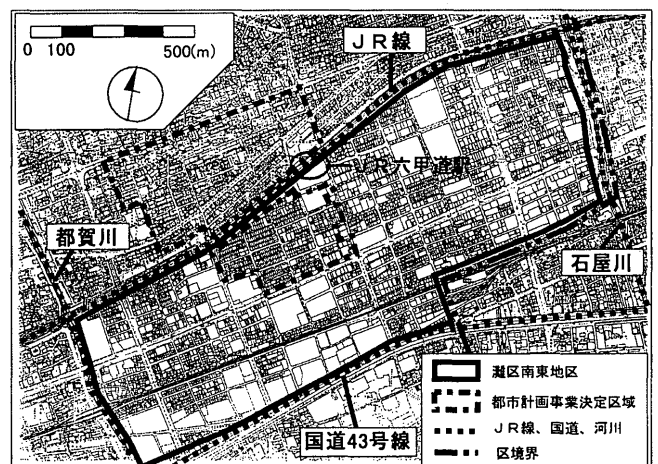 0 100 500(m)
JR線
JR六甲道駅
都賀川
石屋川
国道43号線
灘区南東地区
都市計画事業決定区域
JR線、国道、河川
区境界